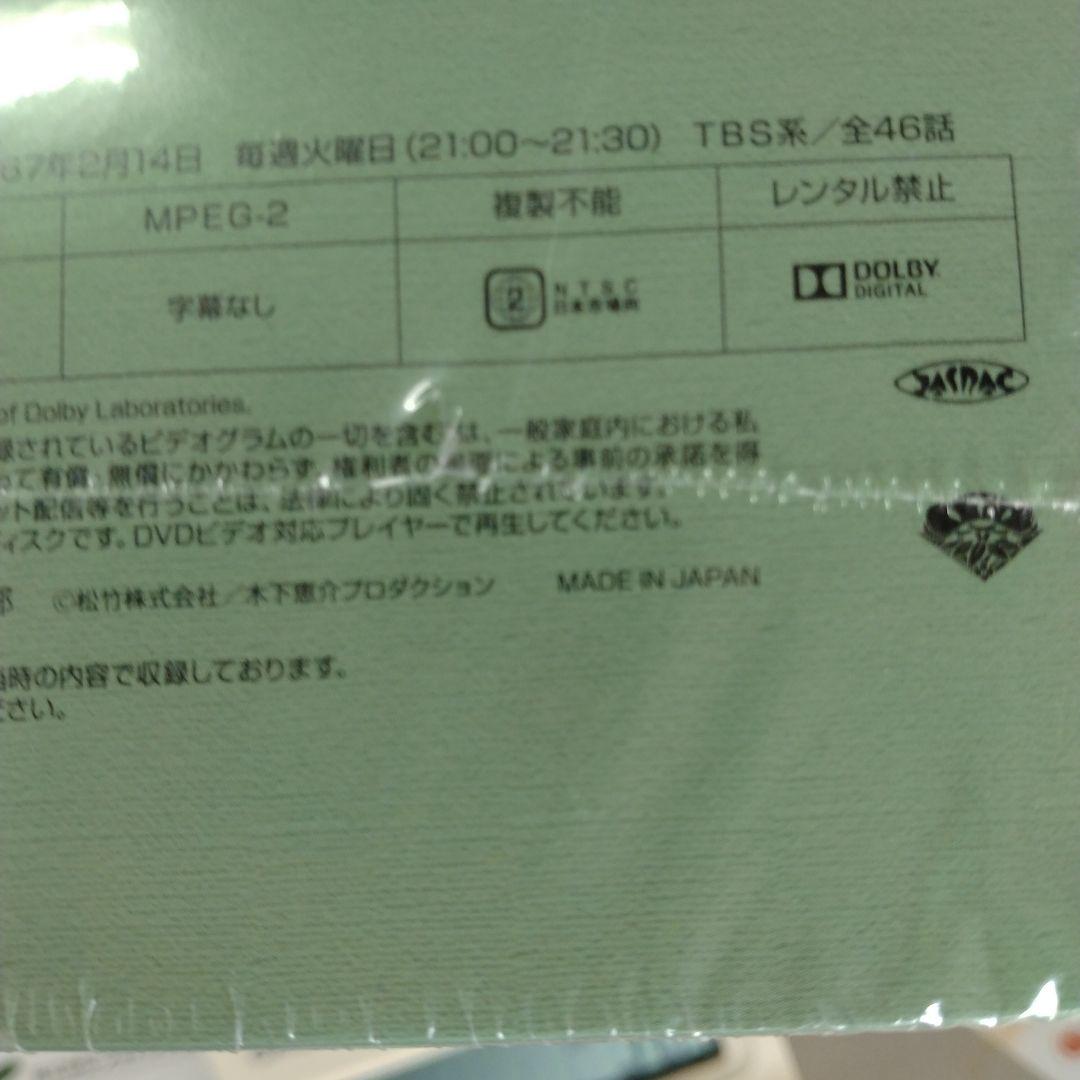 67年2月14日 毎週火曜日(21:00～21:30) TBS系／全46話
MPEG-2 複製不能 レンタル禁止
字幕なし 2 NTSC 日本市場向 DOLBY DIGITAL
JASRAC
of Dolby Laboratories.
録されているビデオグラムの一切を含む)は、一般家庭内における私
って有償・無償にかかわらず、権利者の による事前の承諾を得
ット配信等を行うことは、法律により固く禁止されています。
ィスクです。DVDビデオ対応プレイヤーで再生してください。
郎 ©松竹株式会社／木下恵介プロダクション MADE IN JAPAN
当時の内容で収録しております。
ださい。